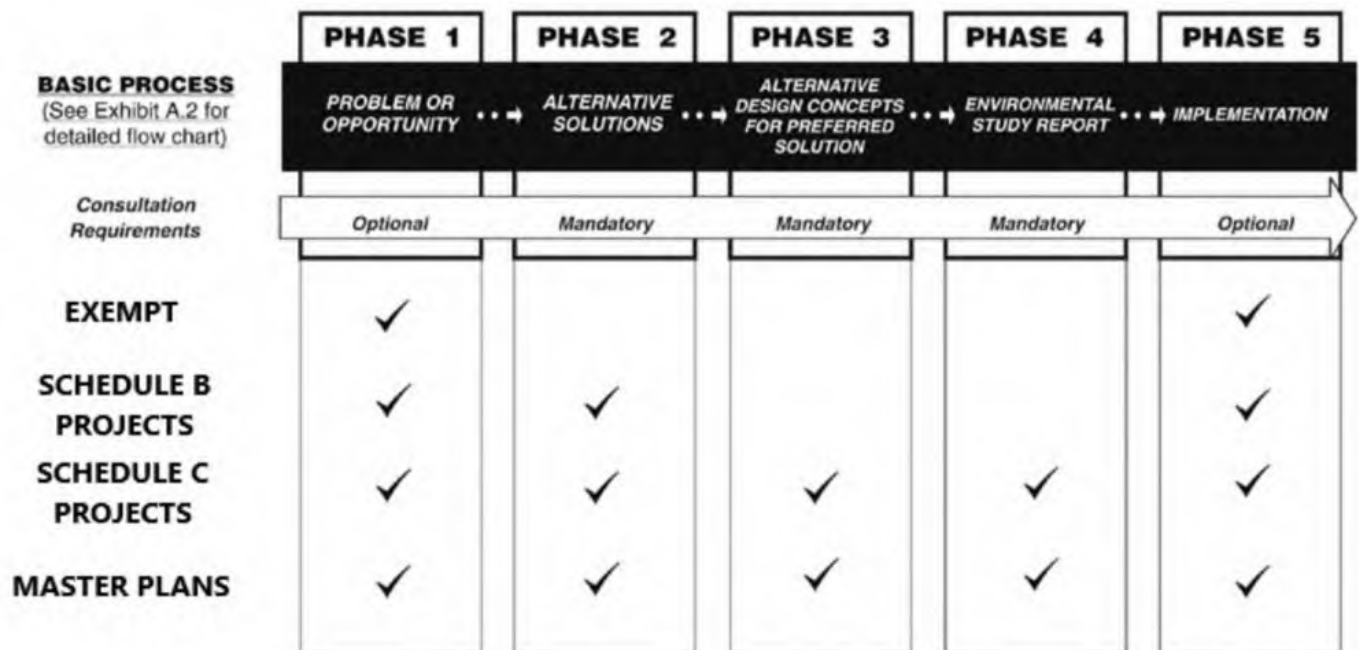 PHASE 1
PHASE 2
PHASE 3
PHASE 4
PHASE 5
BASIC PROCESS
(See Exhibit A.2 for
detailed flow chart)
PROBLEM OR
OPPORTUNITY
ALTERNATIVE
SOLUTIONS
ALTERNATIVE
DESIGN CONCEPTS
FOR PREFERRED
SOLUTION
ENVIRONMENTAL
STUDY REPORT
IMPLEMENTATION
Consultation
Requirements
Optional
Mandatory
Mandatory
Mandatory
Optional
EXEMPT
SCHEDULE B
PROJECTS
SCHEDULE C
PROJECTS
MASTER PLANS